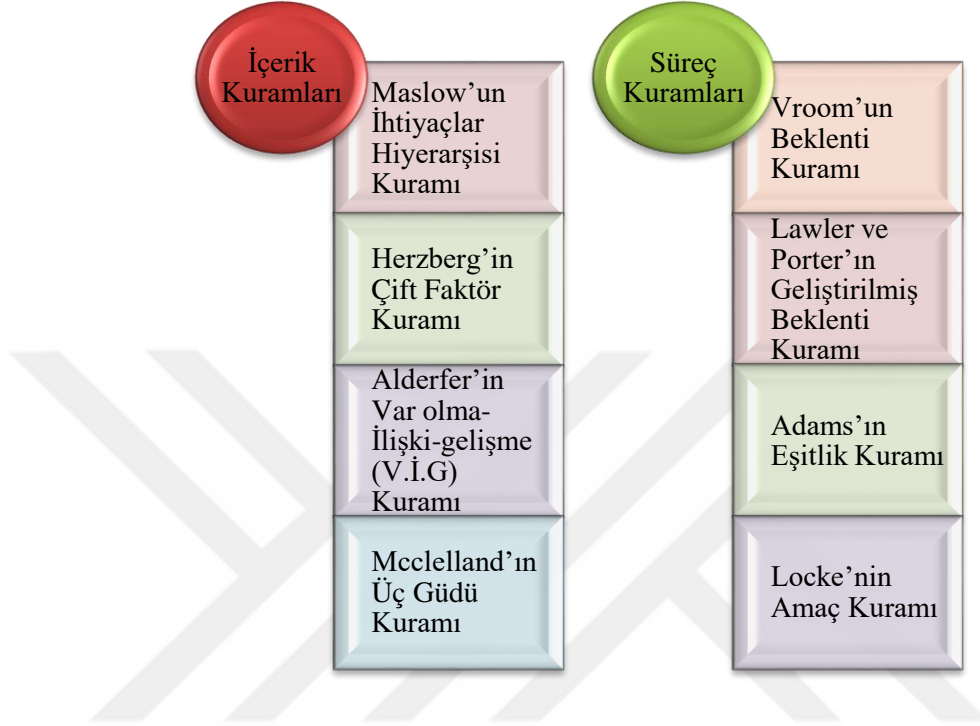 İçerik
Kuramları
Maslow’un
İhtiyaçlar
Hiyerarşisi
Kuramı
Herzberg’in
Çift Faktör
Kuramı
Alderfer’in
Var olma-
İlişki-gelişme
(V.İ.G)
Kuramı
Mcclelland’ın
Üç Güdü
Kuramı
Süreç
Kuramları
Vroom’un
Beklenti
Kuramı
Lawler ve
Porter’ın
Geliştirilmiş
Beklenti
Kuramı
Adams’ın
Eşitlik Kuramı
Locke’nin
Amaç Kuramı